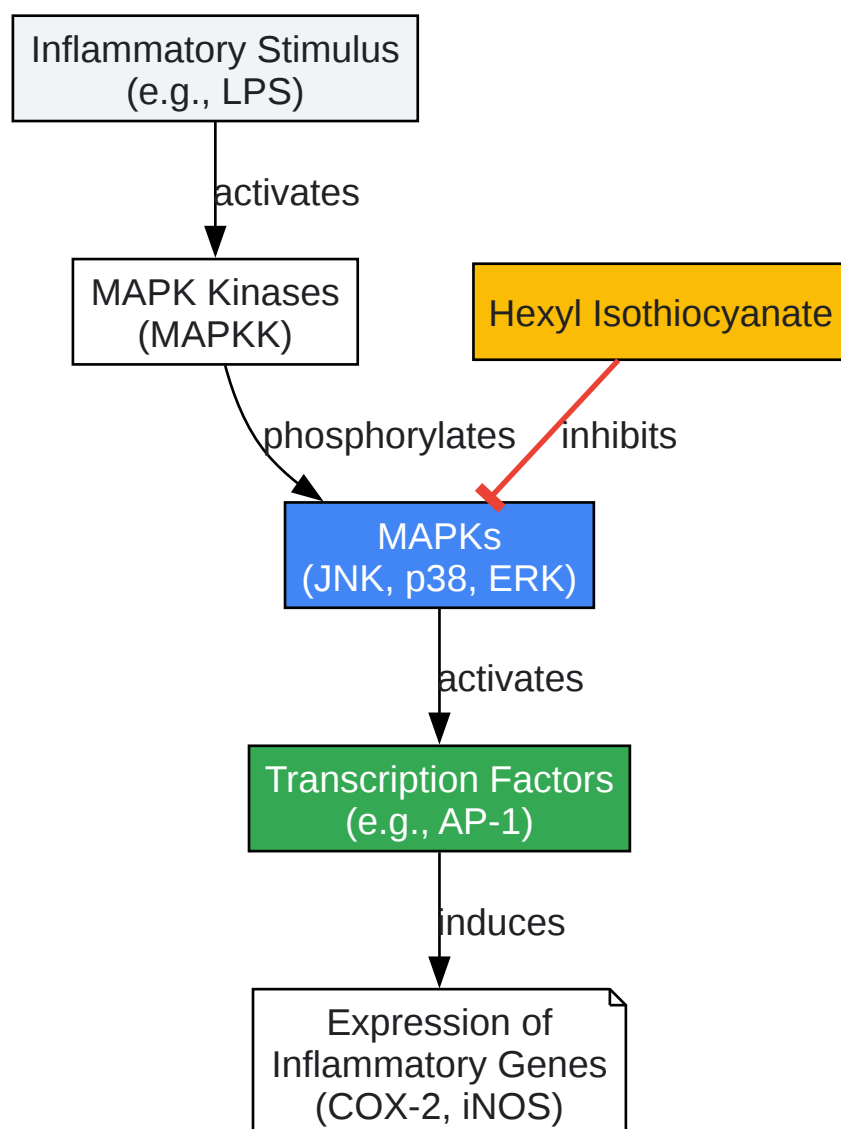 Inflammatory Stimulus
(e.g., LPS)
activates
MAPK Kinases
(MAPKK)
Hexyl Isothiocyanate
phosphorylates
inhibits
MAPKs
(JNK, p38, ERK)
activates
Transcription Factors
(e.g., AP-1)
induces
Expression of
Inflammatory Genes
(COX-2, iNOS)